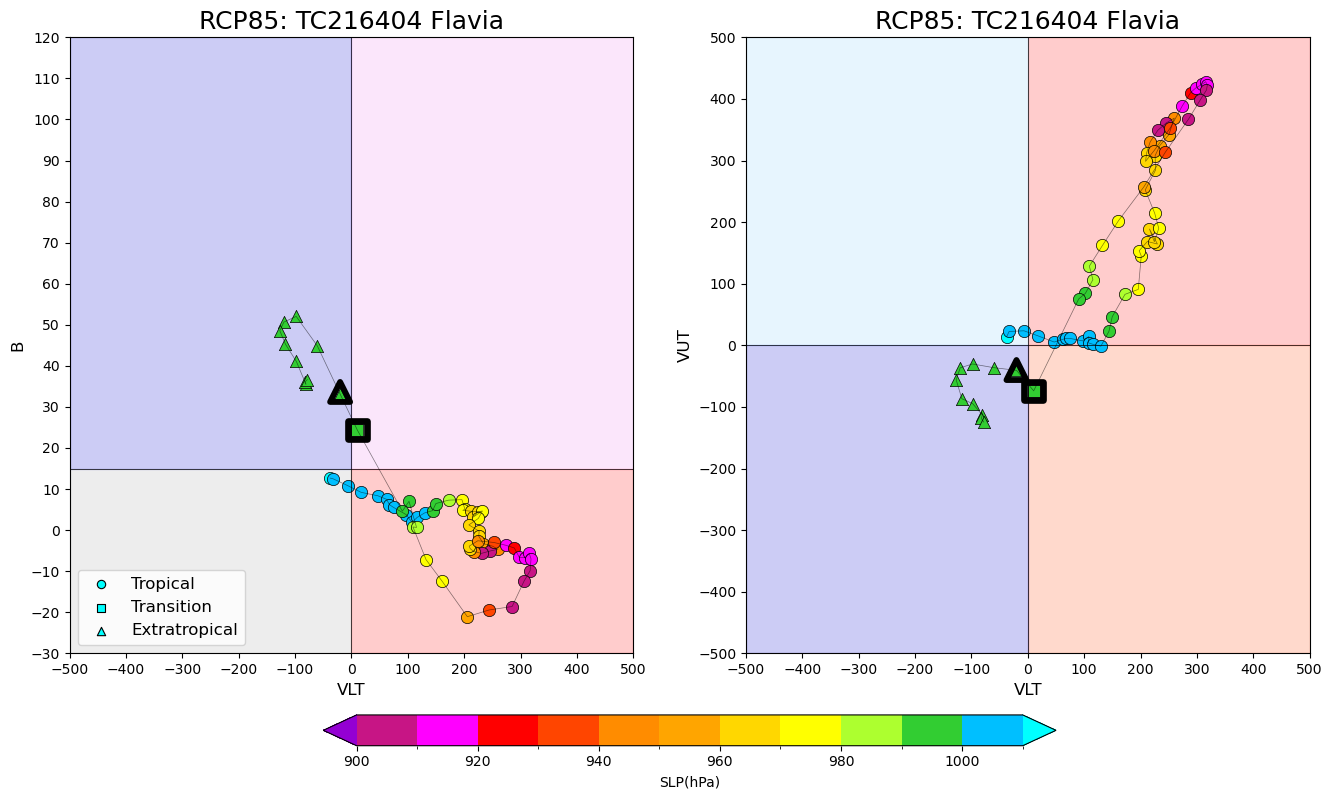 RCP85: TC216404 Flavia
120
110
100
90
80
70
60
50
40
30
20
10
0
−10
−20
−30
B
Tropical
Transition
Extratropical
−500 −400 −300 −200 −100 0 100 200 300 400 500
VLT
RCP85: TC216404 Flavia
500
400
300
200
100
0
−100
−200
−300
−400
−500
VUT
−500 −400 −300 −200 −100 0 100 200 300 400 500
VLT
900 920 940 960 980 1000
SLP(hPa)